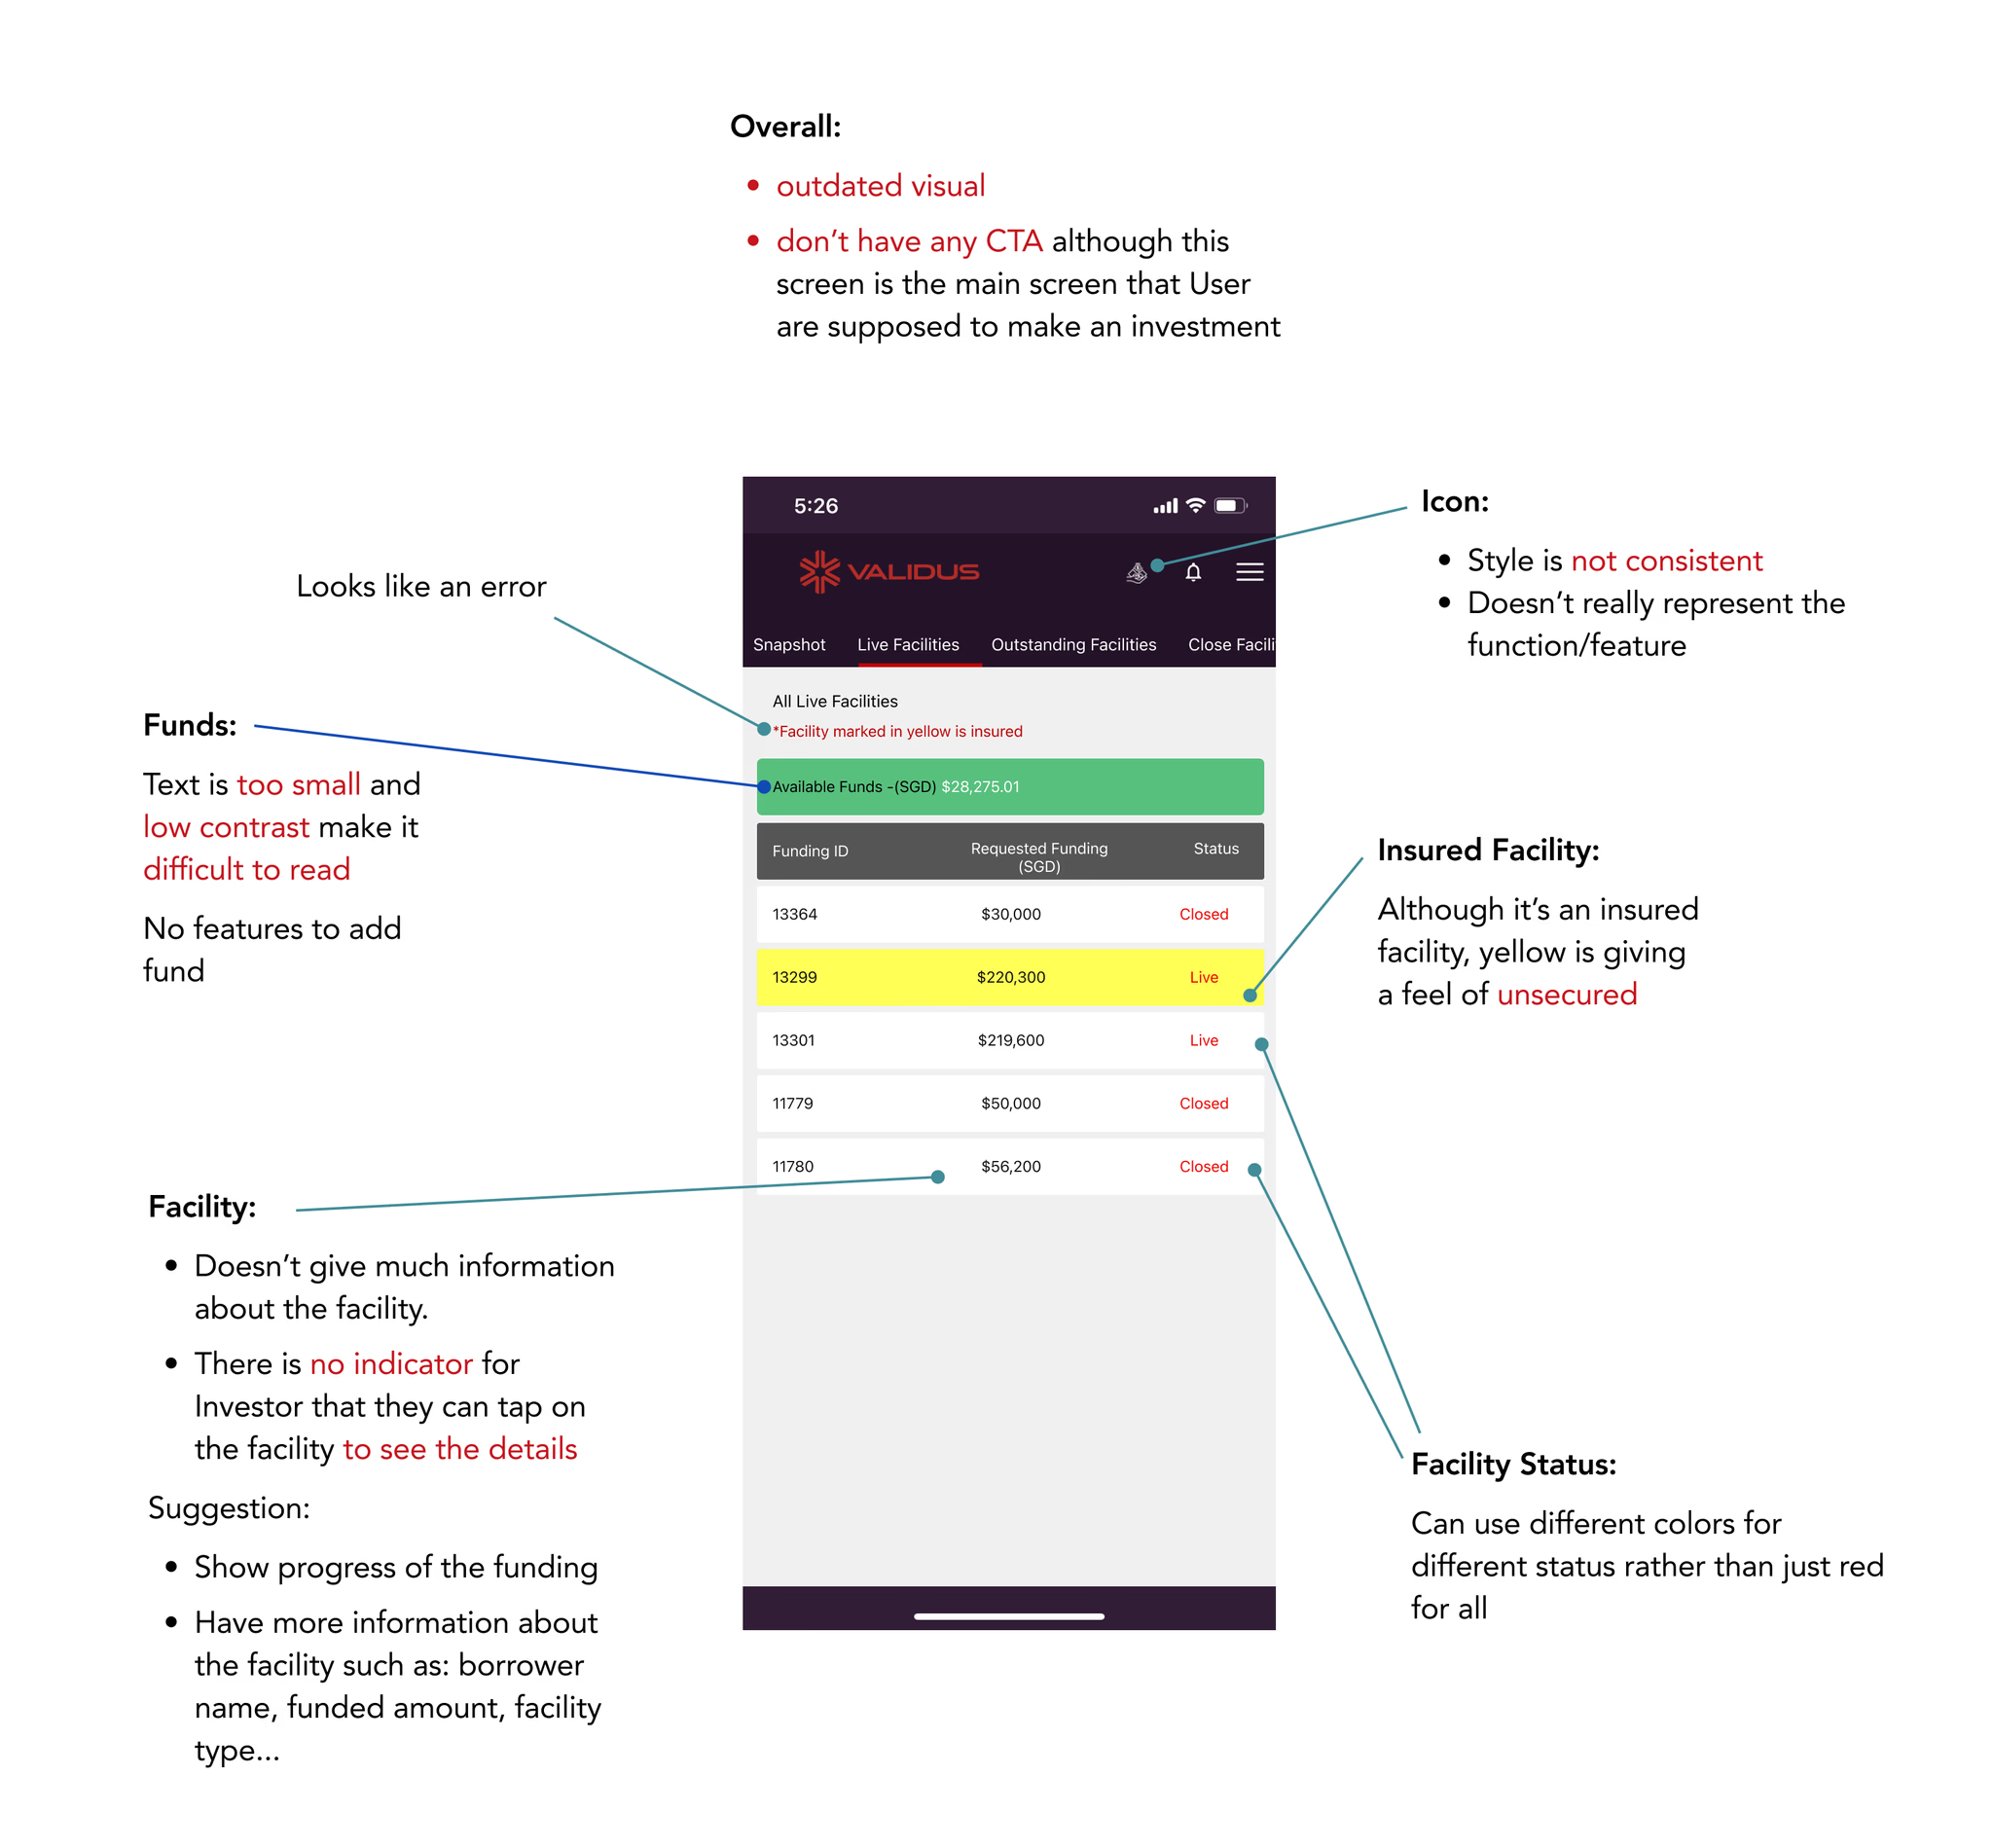 Overall:
• outdated visual
• don’t have any CTA although this
screen is the main screen that User
are supposed to make an investment
5:26
VALIDUS
Snapshot Live Facilities Outstanding Facilities Close Facili
All Live Facilities
*Facility marked in yellow is insured
Available Funds -(SGD) $28,275.01
Funding ID Requested Funding (SGD) Status
13364 $30,000 Closed
13299 $220,300 Live
13301 $219,600 Live
11779 $50,000 Closed
11780 $56,200 Closed
Icon:
• Style is not consistent
• Doesn’t really represent the
function/feature
Looks like an error
Funds:
Text is too small and
low contrast make it
difficult to read
No features to add
fund
Insured Facility:
Although it’s an insured
facility, yellow is giving
a feel of unsecured
Facility:
• Doesn’t give much information
about the facility.
• There is no indicator for
Investor that they can tap on
the facility to see the details
Suggestion:
• Show progress of the funding
• Have more information about
the facility such as: borrower
name, funded amount, facility
type...
Facility Status:
Can use different colors for
different status rather than just red
for all